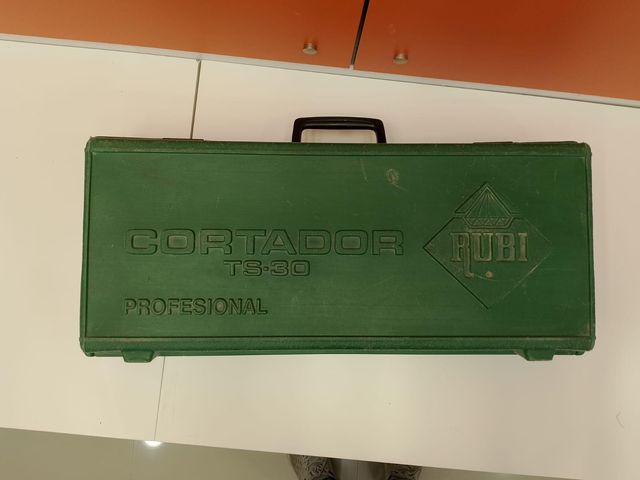 CORTADOR
TS-30
PROFESIONAL
RUBI